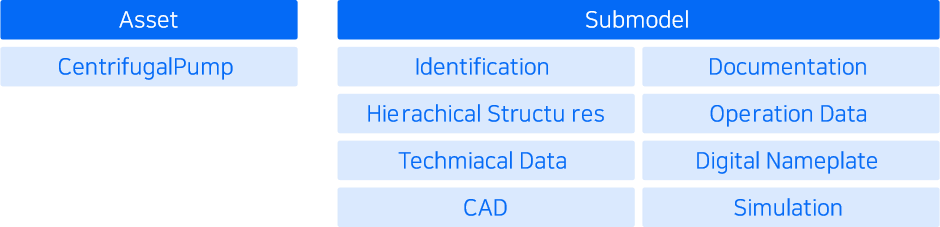 Asset
Submodel
CentrifugalPump
Identification
Documentation
Hierachical Structu res
Operation Data
Techmiacal Data
Digital Nameplate
CAD
Simulation